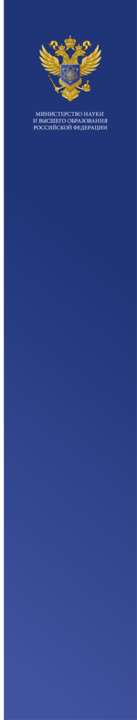 МИНИСТЕРСТВО НАУКИ
И ВЫСШЕГО ОБРАЗОВАНИЯ
РОССИЙСКОЙ ФЕДЕРАЦИИ